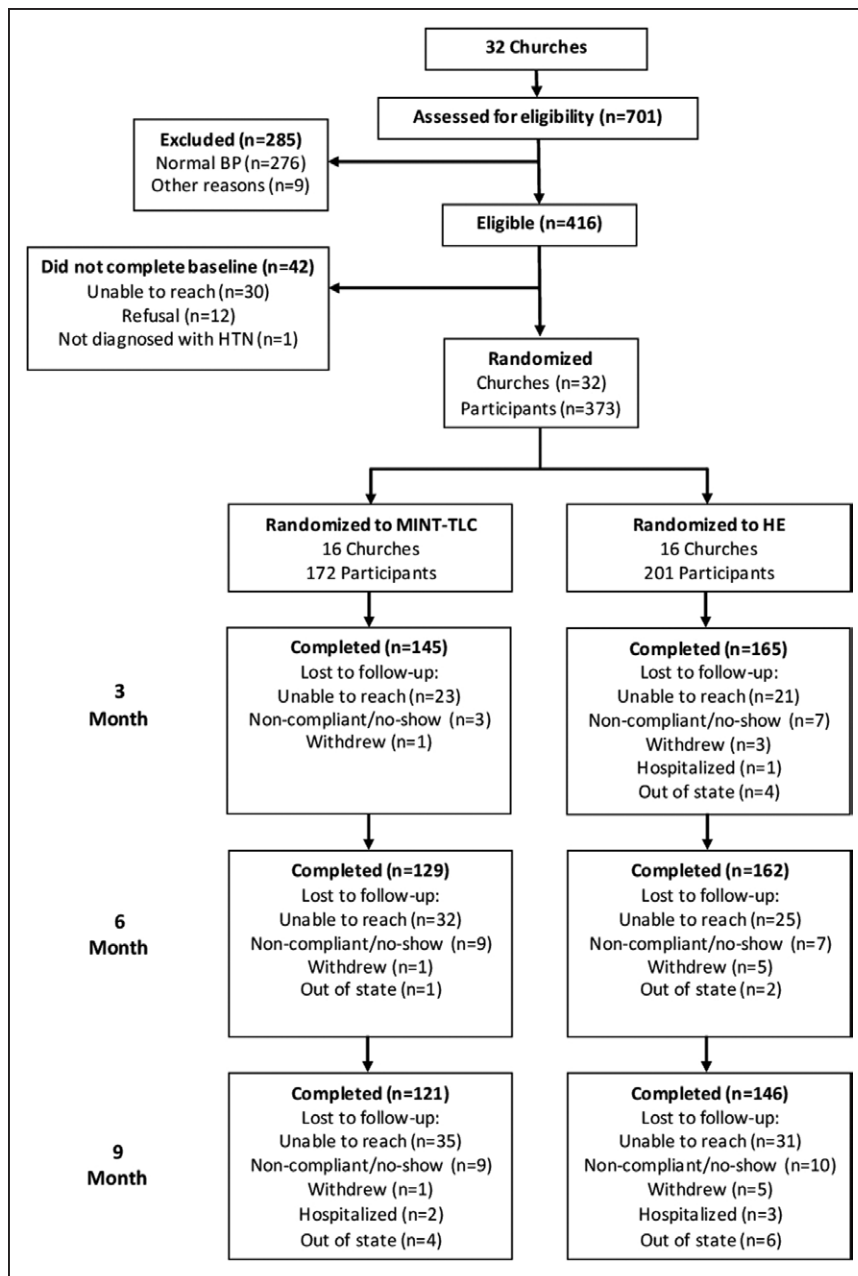 32 Churches
Assessed for eligibility (n=701)
Excluded (n=285)
Normal BP (n=276)
Other reasons (n=9)
Eligible (n=416)
Did not complete baseline (n=42)
Unable to reach (n=30)
Refusal (n=12)
Not diagnosed with HTN (n=1)
Randomized
Churches (n=32)
Participants (n=373)
Randomized to MINT-TLC
16 Churches
172 Participants
Randomized to HE
16 Churches
201 Participants
3
Month
Completed (n=145)
Lost to follow-up:
Unable to reach (n=23)
Non-compliant/no-show (n=3)
Withdrew (n=1)
Completed (n=165)
Lost to follow-up:
Unable to reach (n=21)
Non-compliant/no-show (n=7)
Withdrew (n=3)
Hospitalized (n=1)
Out of state (n=4)
6
Month
Completed (n=129)
Lost to follow-up:
Unable to reach (n=32)
Non-compliant/no-show (n=9)
Withdrew (n=1)
Out of state (n=1)
Completed (n=162)
Lost to follow-up:
Unable to reach (n=25)
Non-compliant/no-show (n=7)
Withdrew (n=5)
Out of state (n=2)
9
Month
Completed (n=121)
Lost to follow-up:
Unable to reach (n=35)
Non-compliant/no-show (n=9)
Withdrew (n=1)
Hospitalized (n=2)
Out of state (n=4)
Completed (n=146)
Lost to follow-up:
Unable to reach (n=31)
Non-compliant/no-show (n=10)
Withdrew (n=5)
Hospitalized (n=3)
Out of state (n=6)